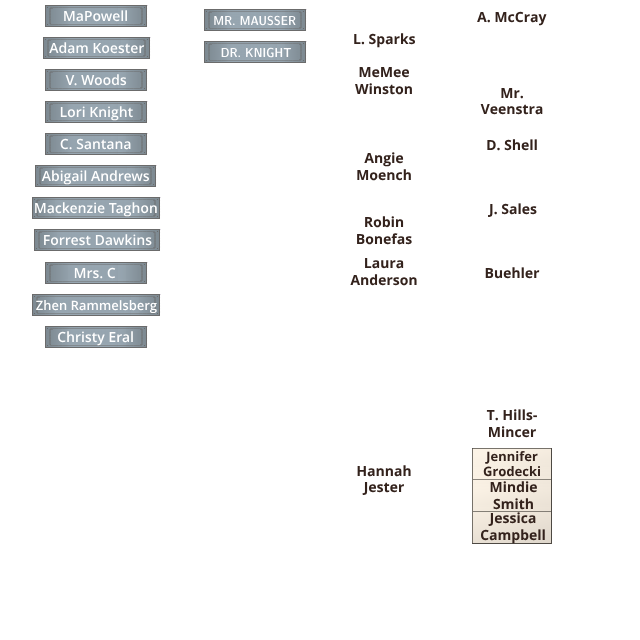 MaPowell
Adam Koester
V. Woods
Lori Knight
C. Santana
Abigail Andrews
Mackenzie Taghon
Forrest Dawkins
Mrs. C
Zhen Rammelsberg
Christy Eral
MR. MAUSSER
DR. KNIGHT
L. Sparks
MeMee
Winston
Angie
Moench
Robin
Bonefas
Laura
Anderson
Hannah
Jester
A. McCray
Mr.
Veenstra
D. Shell
J. Sales
Buehler
T. Hills-
Mincer
Jennifer
Grodecki
Mindie
Smith
Jessica
Campbell